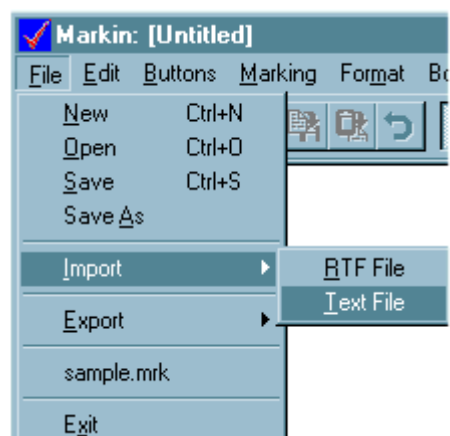 Markin: [Untitled]
File Edit Buttons Marking Format Bo
New Ctrl+N
Open Ctrl+O
Save Ctrl+S
Save As
Import
RTF File
Text File
Export
sample.mrk
Exit